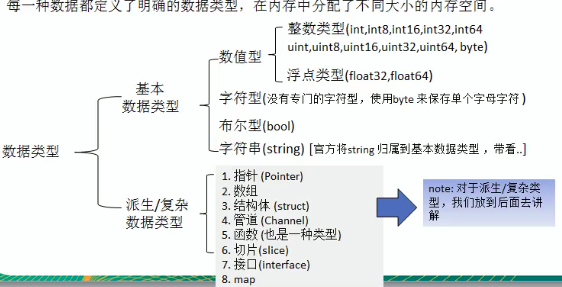 每一种数据都定义了明确的数据类型，在内存中分配了不同大小的内存空间。
整数类型(int,int8,int16,int32,int64
uint,uint8,uint16,uint32,uint64, byte)
数值型
浮点类型(float32,float64)
基本
数据类型
字符型(没有专门的字符型，使用byte 来保存单个字母字符 )
布尔型(bool)
字符串(string) [官方将string 归属到基本数据类型 ，带看..]
数据类型
派生/复杂
数据类型
1. 指针 (Pointer)
2. 数组
3. 结构体 (struct)
4. 管道 (Channel)
5. 函数 (也是一种类型)
6. 切片(slice)
7. 接口(interface)
8. map
note: 对于派生/复杂类
型，我们放到后面去讲
解